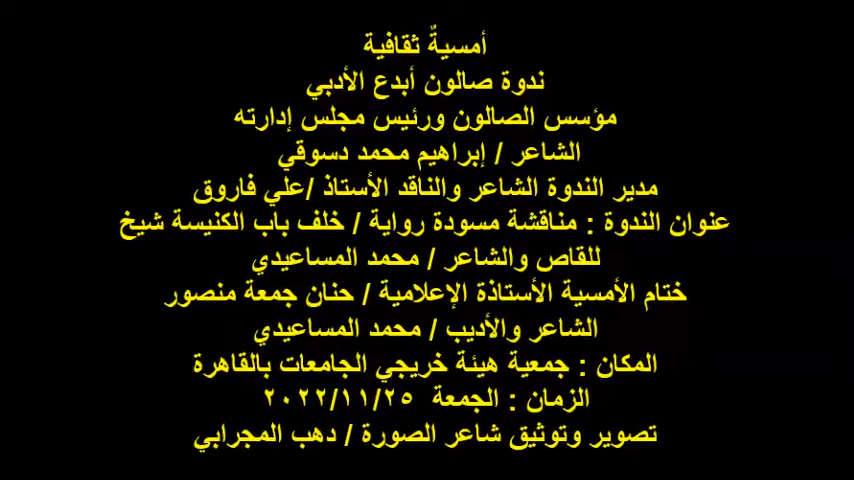 أمسيةٌ ثقافية
ندوة صالون أبدع الأدبي
مؤسس الصالون ورئيس مجلس إدارته
الشاعر / إبراهيم محمد دسوقي
مدير الندوة الشاعر والناقد الأستاذ /علي فاروق
عنوان الندوة : مناقشة مسودة رواية / خلف باب الكنيسة شيخ
للقاص والشاعر / محمد المساعيدي
ختام الأمسية الأستاذة الإعلامية / حنان جمعة منصور
الشاعر والأديب / محمد المساعيدي
المكان : جمعية هيئة خريجي الجامعات بالقاهرة
الزمان : الجمعة ٢٠٢٢/١١/٢٥
تصوير وتوثيق شاعر الصورة / دهب المجرابي